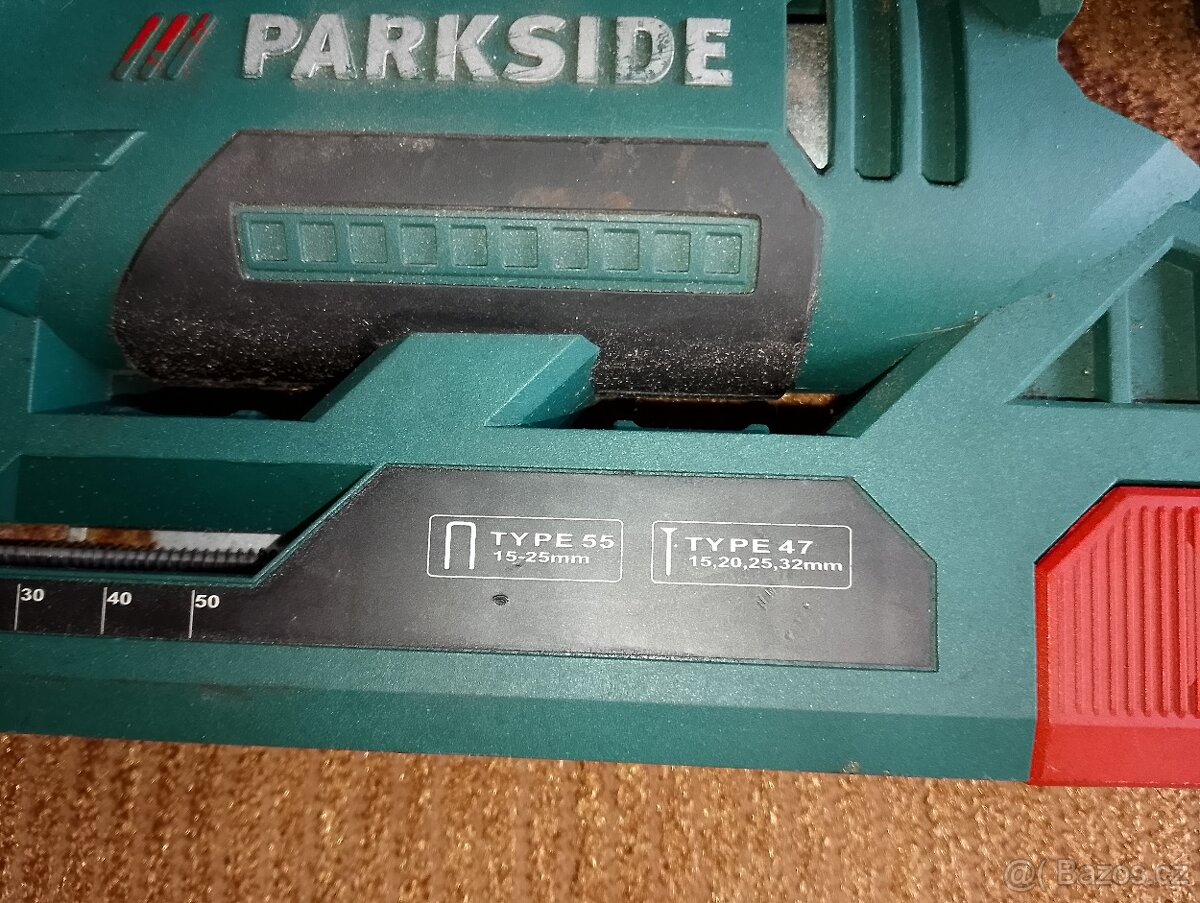 PARKSIDE
TYPE 55
15-25mm
TYPE 47
15,20,25,32mm
30
40
50
@( Bazos.cz